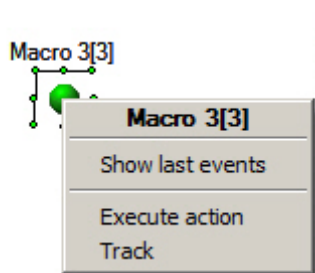 Macro 3[3]
Macro 3[3]
Show last events
Execute action
Track